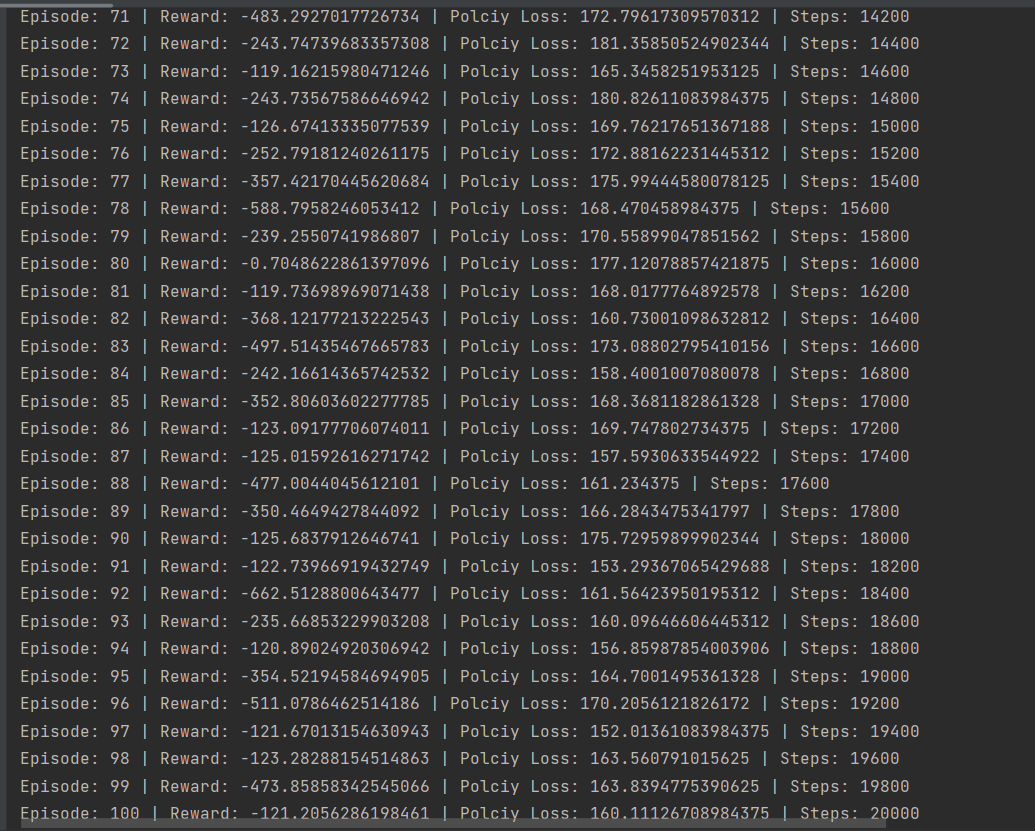 Episode: 71 | Reward: -483.2927017726734 | Polciy Loss: 172.79617309570312 | Steps: 14200
Episode: 72 | Reward: -243.74739683357308 | Polciy Loss: 181.35850524902344 | Steps: 14400
Episode: 73 | Reward: -119.16215980471246 | Polciy Loss: 165.3458251953125 | Steps: 14600
Episode: 74 | Reward: -243.73567586646942 | Polciy Loss: 180.82611083984375 | Steps: 14800
Episode: 75 | Reward: -126.67413335077539 | Polciy Loss: 169.76217651367188 | Steps: 15000
Episode: 76 | Reward: -252.79181240261175 | Polciy Loss: 172.88162231445312 | Steps: 15200
Episode: 77 | Reward: -357.42170445620684 | Polciy Loss: 175.99444580078125 | Steps: 15400
Episode: 78 | Reward: -588.7958246053412 | Polciy Loss: 168.470458984375 | Steps: 15600
Episode: 79 | Reward: -239.2550741986807 | Polciy Loss: 170.55899047851562 | Steps: 15800
Episode: 80 | Reward: -0.7048622861397096 | Polciy Loss: 177.12078857421875 | Steps: 16000
Episode: 81 | Reward: -119.73698969071438 | Polciy Loss: 168.0177764892578 | Steps: 16200
Episode: 82 | Reward: -368.12177213222543 | Polciy Loss: 160.73001098632812 | Steps: 16400
Episode: 83 | Reward: -497.51435467665783 | Polciy Loss: 173.08802795410156 | Steps: 16600
Episode: 84 | Reward: -242.16614365742532 | Polciy Loss: 158.4001007080078 | Steps: 16800
Episode: 85 | Reward: -352.80603602277785 | Polciy Loss: 168.3681182861328 | Steps: 17000
Episode: 86 | Reward: -123.09177706074011 | Polciy Loss: 169.747802734375 | Steps: 17200
Episode: 87 | Reward: -125.01592616271742 | Polciy Loss: 157.5930633544922 | Steps: 17400
Episode: 88 | Reward: -477.0044045612101 | Polciy Loss: 161.234375 | Steps: 17600
Episode: 89 | Reward: -350.4649427844092 | Polciy Loss: 166.2843475341797 | Steps: 17800
Episode: 90 | Reward: -125.6837912646741 | Polciy Loss: 175.72959899902344 | Steps: 18000
Episode: 91 | Reward: -122.73966919432749 | Polciy Loss: 153.29367065429688 | Steps: 18200
Episode: 92 | Reward: -662.5128800643477 | Polciy Loss: 161.56423950195312 | Steps: 18400
Episode: 93 | Reward: -235.66853229903208 | Polciy Loss: 160.09646606445312 | Steps: 18600
Episode: 94 | Reward: -120.89024920306942 | Polciy Loss: 156.85987854003906 | Steps: 18800
Episode: 95 | Reward: -354.52194584694905 | Polciy Loss: 164.7001495361328 | Steps: 19000
Episode: 96 | Reward: -511.0786462514186 | Polciy Loss: 170.2056121826172 | Steps: 19200
Episode: 97 | Reward: -121.67013154630943 | Polciy Loss: 152.01361083984375 | Steps: 19400
Episode: 98 | Reward: -123.28288154514863 | Polciy Loss: 163.560791015625 | Steps: 19600
Episode: 99 | Reward: -473.85858342545066 | Polciy Loss: 163.8394775390625 | Steps: 19800
Episode: 100 | Reward: -121.2056286198461 | Polciy Loss: 160.11126708984375 | Steps: 20000